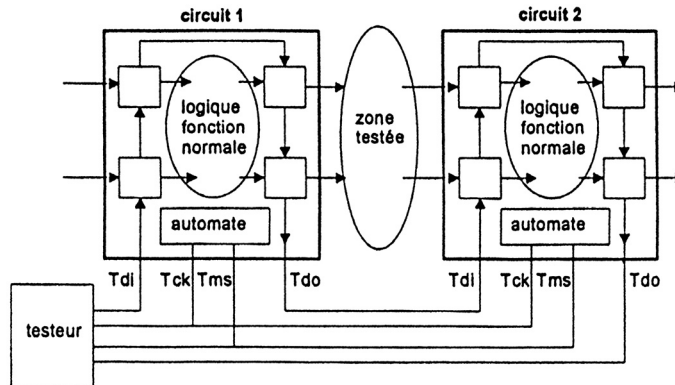 circuit 1
circuit 2
logique
fonction
normale
zone
testée
logique
fonction
normale
automate
automate
Tdi
Tck
Tms
Tdo
Tdi
Tck
Tms
Tdo
testeur